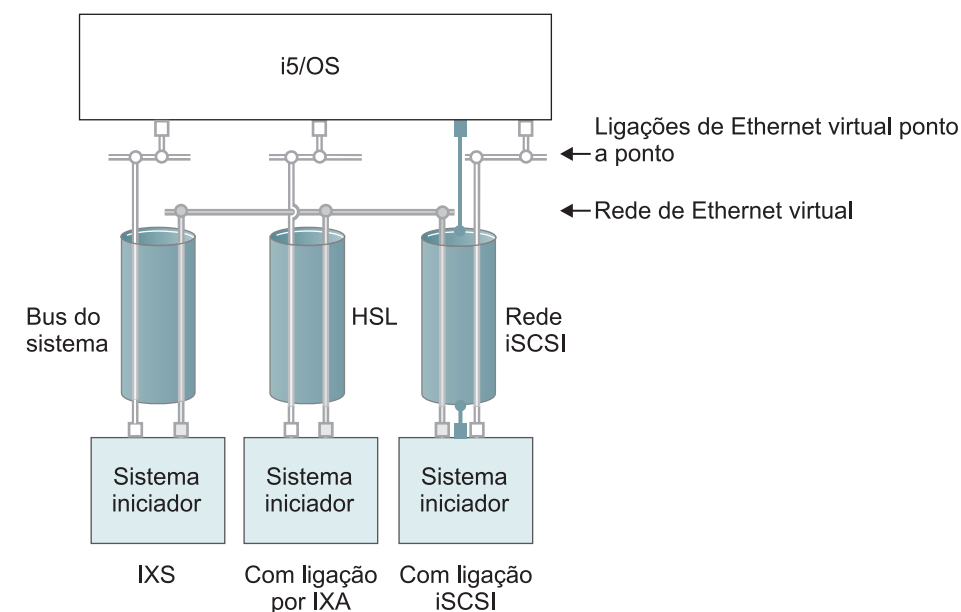 i5/OS
Ligações de Ethernet virtual ponto
a ponto
Rede de Ethernet virtual
Bus do
sistema
HSL
Rede
iSCSI
Sistema
iniciador
Sistema
iniciador
Sistema
iniciador
IXS
Com ligação
por IXA
Com ligação
iSCSI